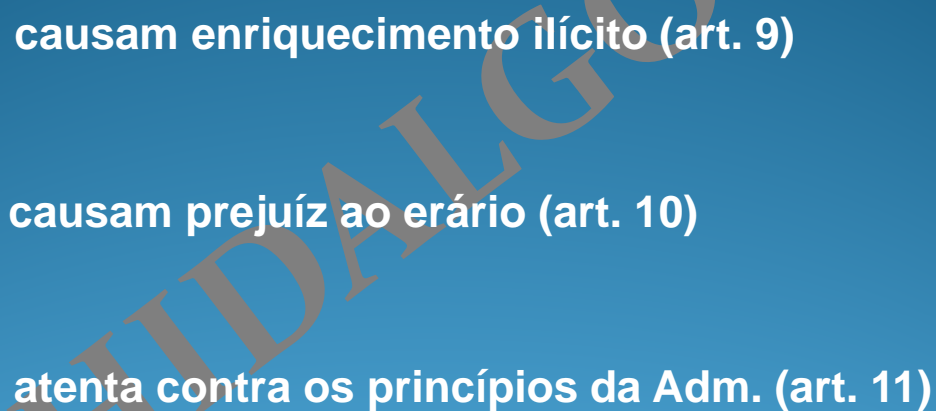 causam enriquecimento ilícito (art. 9)
causam prejuíz ao erário (art. 10)
atenta contra os princípios da Adm. (art. 11)
HIDALGO